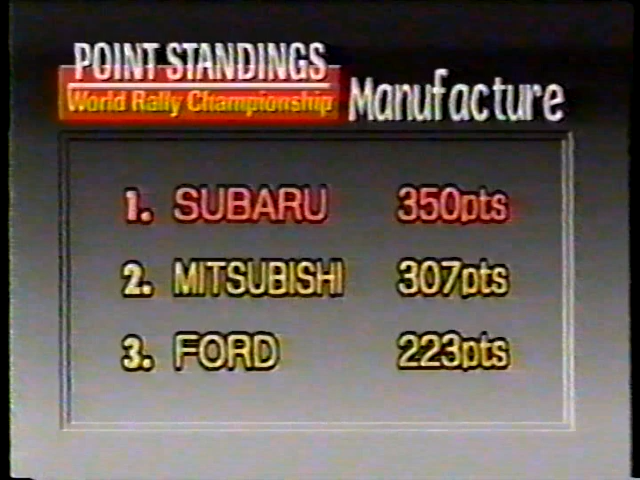 POINT STANDINGS
World Rally Championship Manufacture
1. SUBARU 350pts
2. MITSUBISHI 307pts
3. FORD 223pts